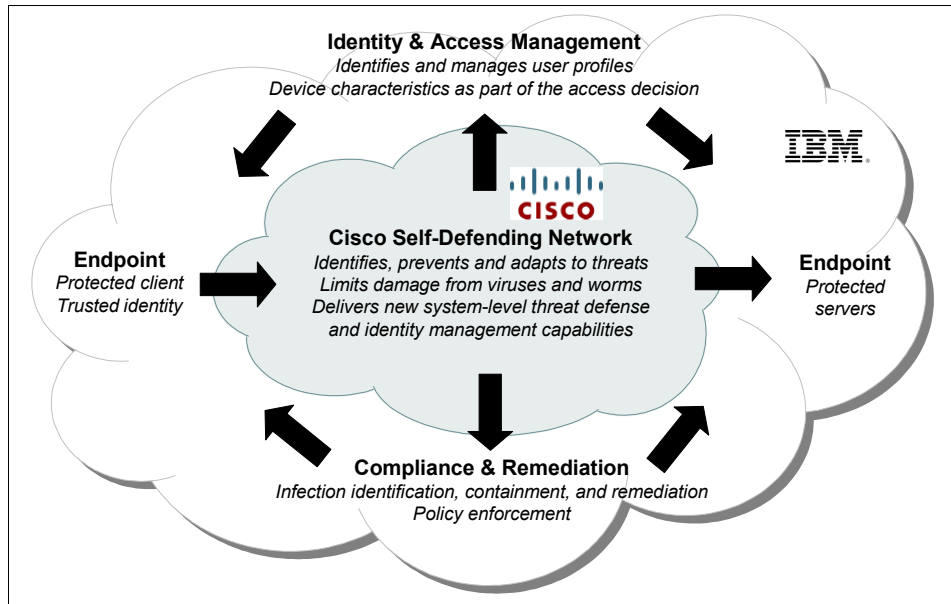 Identity & Access Management
Identifies and manages user profiles
Device characteristics as part of the access decision
IBM®
CISCO
Cisco Self-Defending Network
Identifies, prevents and adapts to threats
Limits damage from viruses and worms
Delivers new system-level threat defense
and identity management capabilities
Endpoint
Protected client
Trusted identity
Endpoint
Protected
servers
Compliance & Remediation
Infection identification, containment, and remediation
Policy enforcement